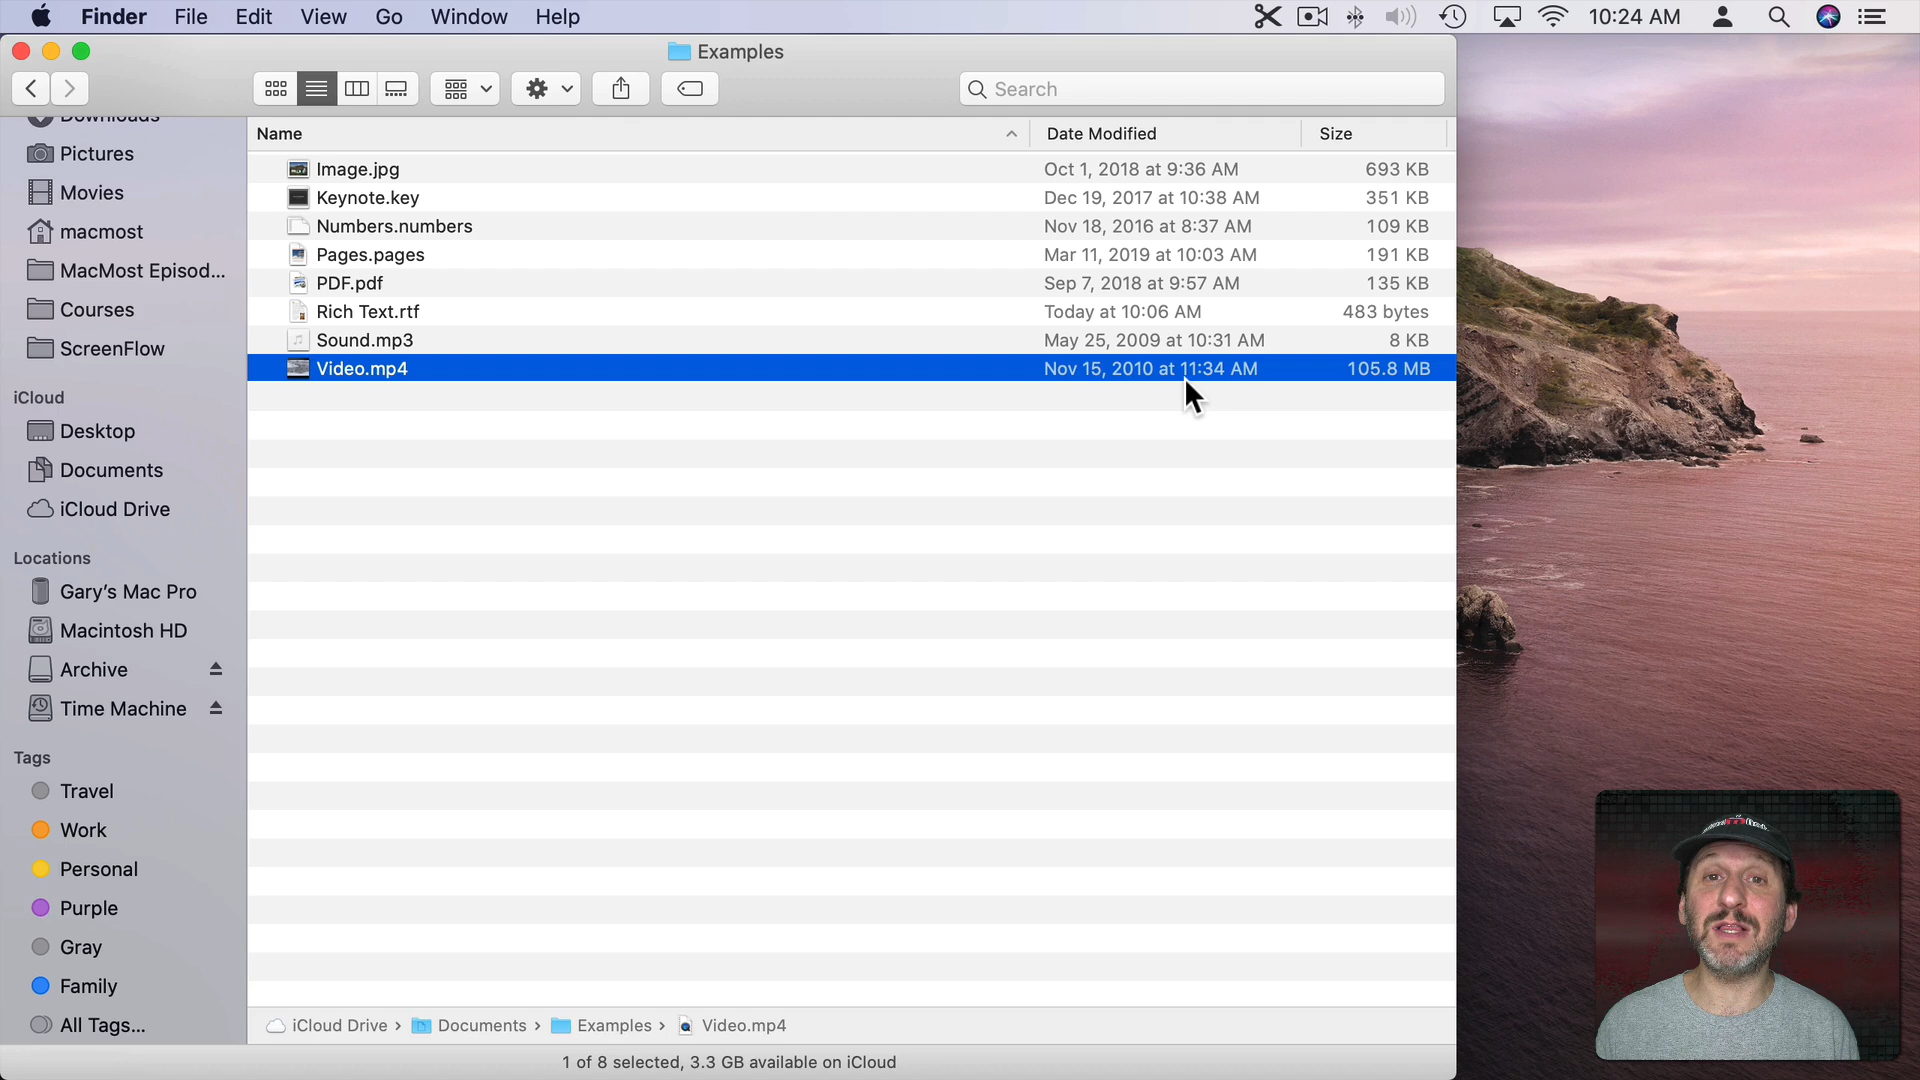 Finder File Edit View Go Window Help 10:24 AM
Examples
Search
Downloads
Pictures
Movies
macmost
MacMost Episod...
Courses
ScreenFlow
iCloud
Desktop
Documents
iCloud Drive
Locations
Gary's Mac Pro
Macintosh HD
Archive
Time Machine
Tags
Travel
Work
Personal
Purple
Gray
Family
All Tags...
Name Date Modified Size
Image.jpg Oct 1, 2018 at 9:36 AM 693 KB
Keynote.key Dec 19, 2017 at 10:38 AM 351 KB
Numbers.numbers Nov 18, 2016 at 8:37 AM 109 KB
Pages.pages Mar 11, 2019 at 10:03 AM 191 KB
PDF.pdf Sep 7, 2018 at 9:57 AM 135 KB
Rich Text.rtf Today at 10:06 AM 483 bytes
Sound.mp3 May 25, 2009 at 10:31 AM 8 KB
Video.mp4 Nov 15, 2010 at 11:34 AM 105.8 MB
iCloud Drive › Documents › Examples › Video.mp4
1 of 8 selected, 3.3 GB available on iCloud